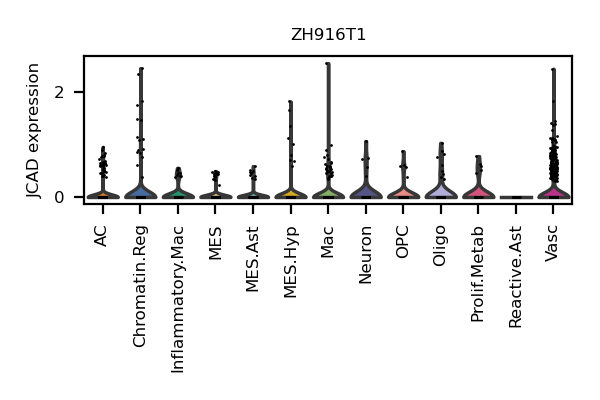 ZH916T1
JCAD expression
2
0
AC
Chromatin.Reg
Inflammatory.Mac
MES
MES.Ast
MES.Hyp
Mac
Neuron
OPC
Oligo
Prolif.Metab
Reactive.Ast
Vasc